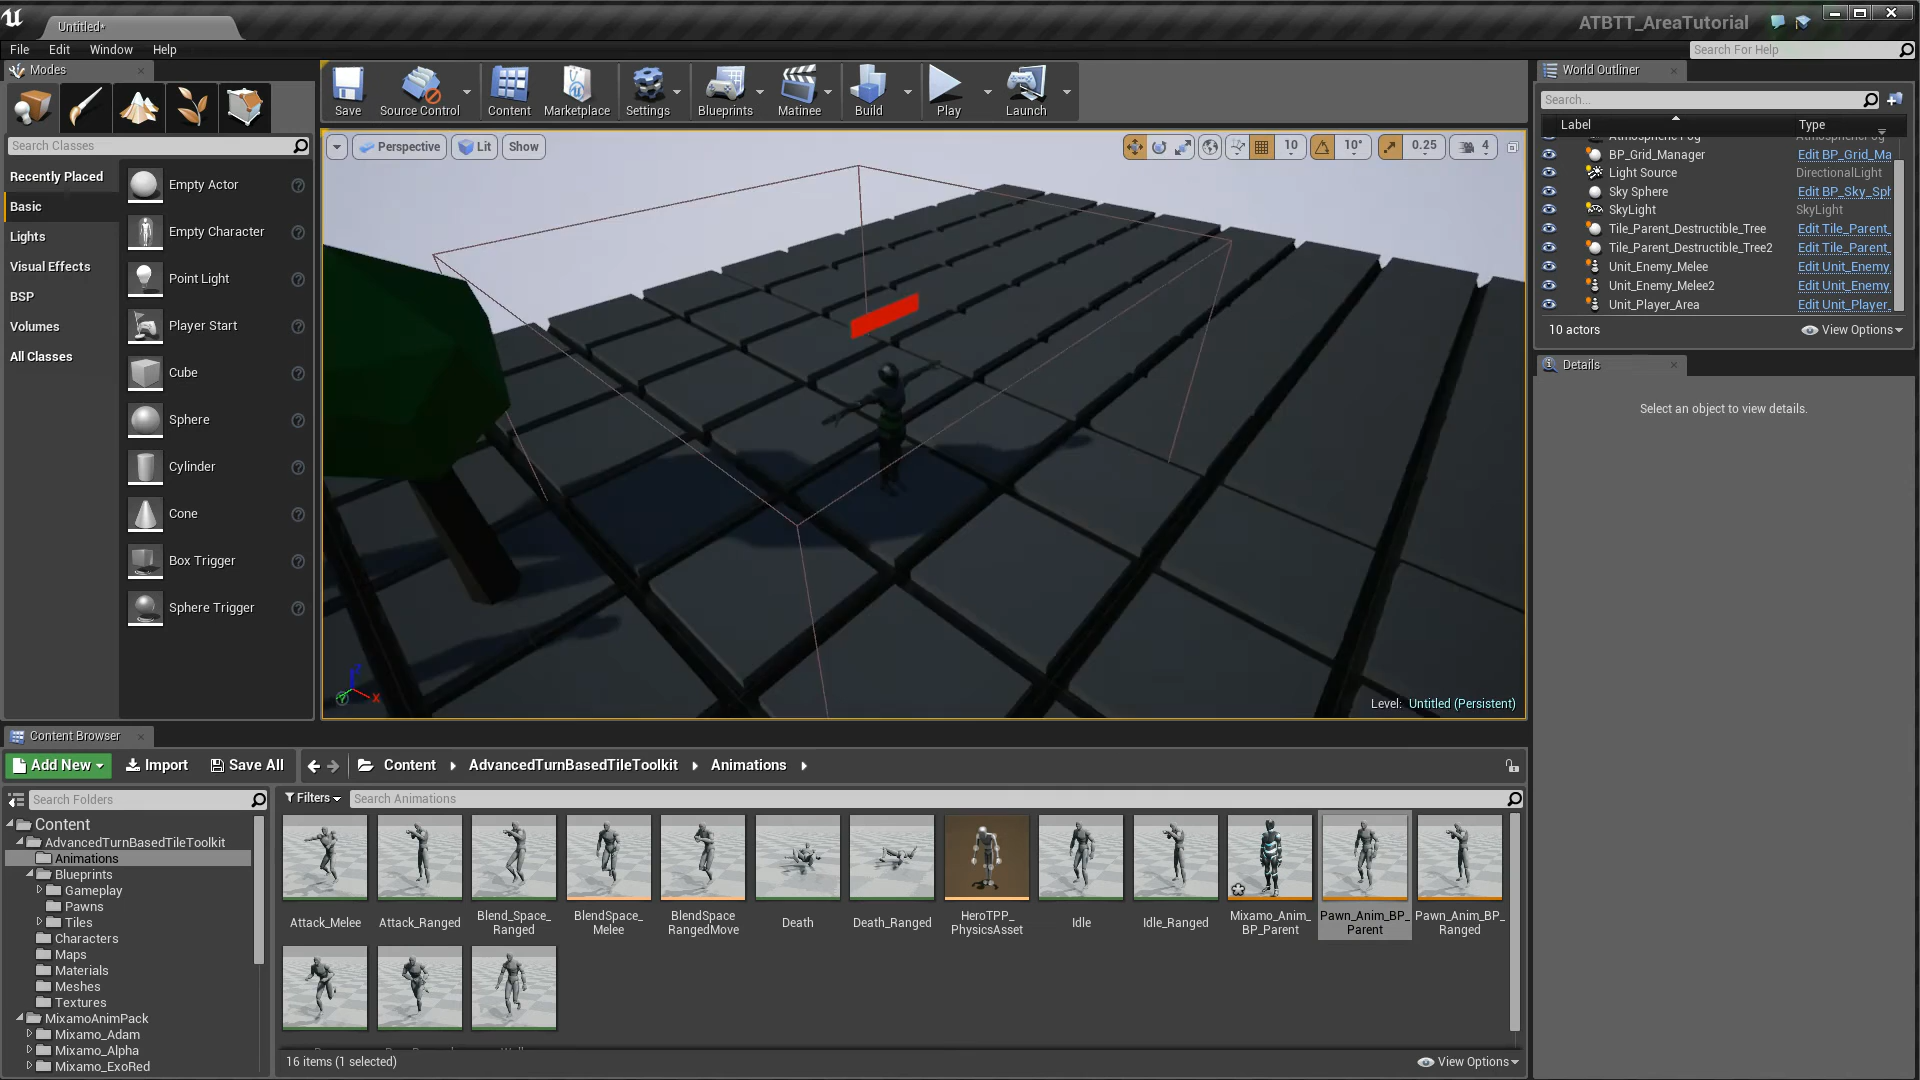 Untitled*
ATBTT_AreaTutorial
File Edit Window Help
Search For Help
Modes
Search Classes
Recently Placed
Basic
Lights
Visual Effects
BSP
Volumes
All Classes
Empty Actor
Empty Character
Point Light
Player Start
Cube
Sphere
Cylinder
Cone
Box Trigger
Sphere Trigger
Save Source Control Content Marketplace Settings Blueprints Matinee Build Play Launch
Perspective Lit Show
10 10° 0.25 4
Level: Untitled (Persistent)
World Outliner
Search...
Label Type
Atmospheric Fog
BP_Grid_Manager Edit BP_Grid_Ma
Light Source DirectionalLight
Sky Sphere Edit BP_Sky_Sph
SkyLight SkyLight
Tile_Parent_Destructible_Tree Edit Tile_Parent_
Tile_Parent_Destructible_Tree2 Edit Tile_Parent_
Unit_Enemy_Melee Edit Unit_Enemy
Unit_Enemy_Melee2 Edit Unit_Enemy
Unit_Player_Area Edit Unit_Player_
10 actors View Options
Details
Select an object to view details.
Content Browser
Add New Import Save All Content AdvancedTurnBasedTileToolkit Animations
Search Folders
Filters Search Animations
Content
AdvancedTurnBasedTileToolkit
Animations
Blueprints
Gameplay
Pawns
Tiles
Characters
Maps
Materials
Meshes
Textures
MixamoAnimPack
Mixamo_Adam
Mixamo_Alpha
Mixamo_ExoRed
Attack_Melee
Attack_Ranged
Blend_Space_
Ranged
BlendSpace_
Melee
BlendSpace
RangedMove
Death
Death_Ranged
HeroTPP_
PhysicsAsset
Idle
Idle_Ranged
Mixamo_Anim_
BP_Parent
Pawn_Anim_BP_
Parent
Pawn_Anim_BP_
Ranged
16 items (1 selected) View Options